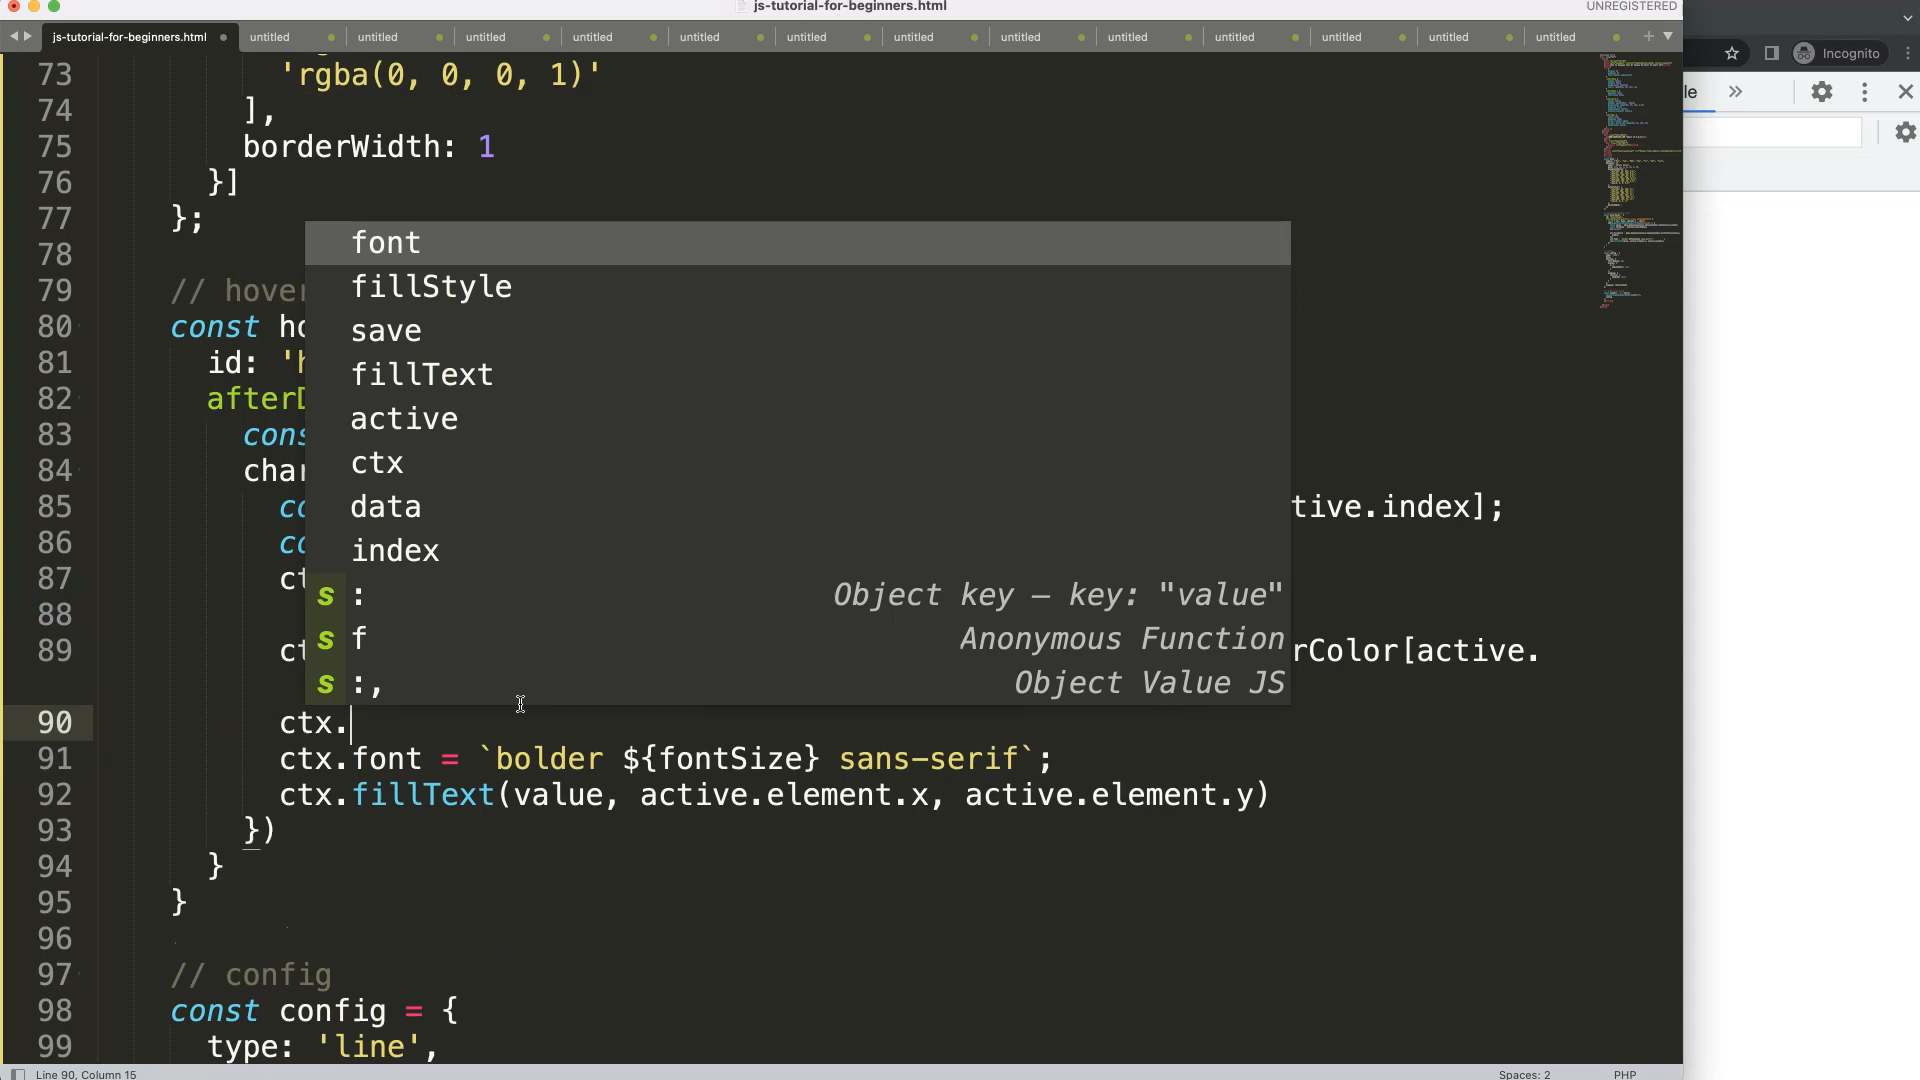 js-tutorial-for-beginners.html
UNREGISTERED
js-tutorial-for-beginners.html untitled untitled untitled untitled untitled untitled untitled untitled untitled untitled untitled untitled untitled
Incognito
le
73 'rgba(0, 0, 0, 1)'
74 ],
75 borderWidth: 1
76 }]
77 };
78
79 // hover
80 const ho
81 id: 'h
82 afterD
83 cons
84 char
85 co tive.index];
86 co
87 ct
88
89 ct rColor[active.
font
fillStyle
save
fillText
active
ctx
data
index
s : Object key – key: "value"
s f Anonymous Function
s :, Object Value JS
90 ctx.
91 ctx.font = `bolder ${fontSize} sans-serif`;
92 ctx.fillText(value, active.element.x, active.element.y)
93 })
94 }
95 }
96
97 // config
98 const config = {
99 type: 'line',
Line 90, Column 15
Spaces: 2
PHP